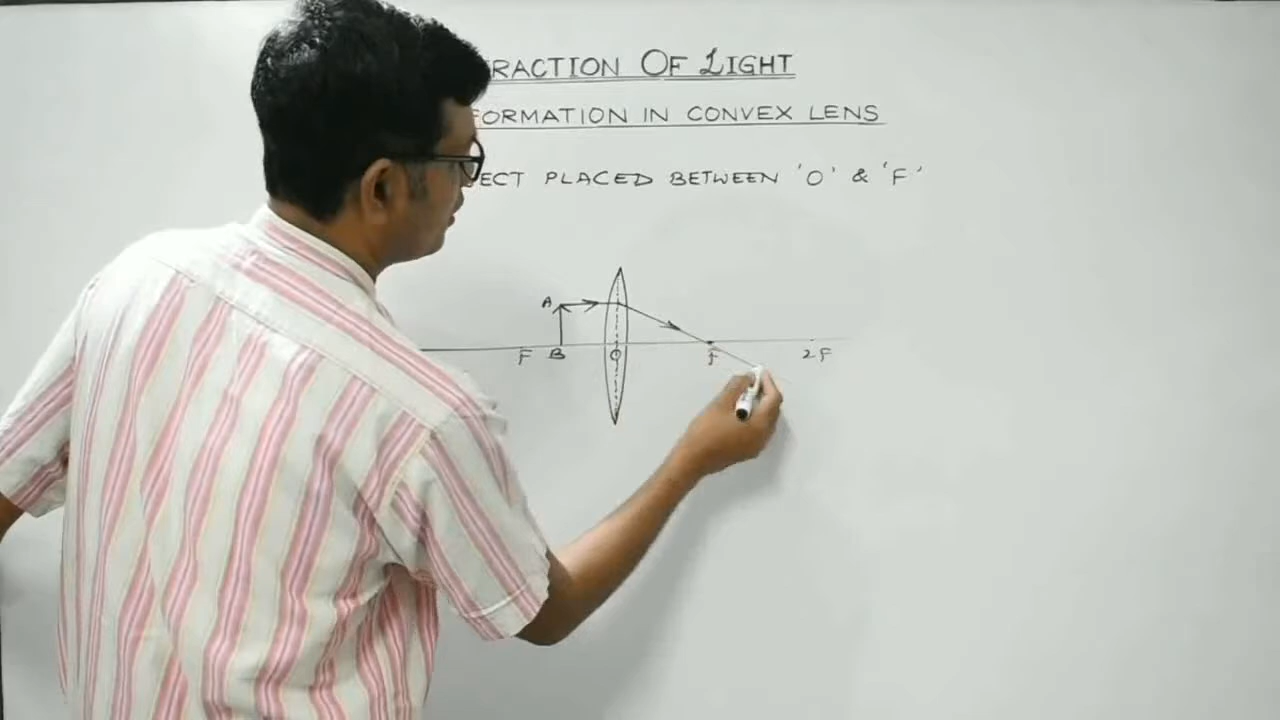 RACTION OF LIGHT
FORMATION IN CONVEX LENS
ECT PLACED BETWEEN 'O' & 'F'
A
F B O F 2F